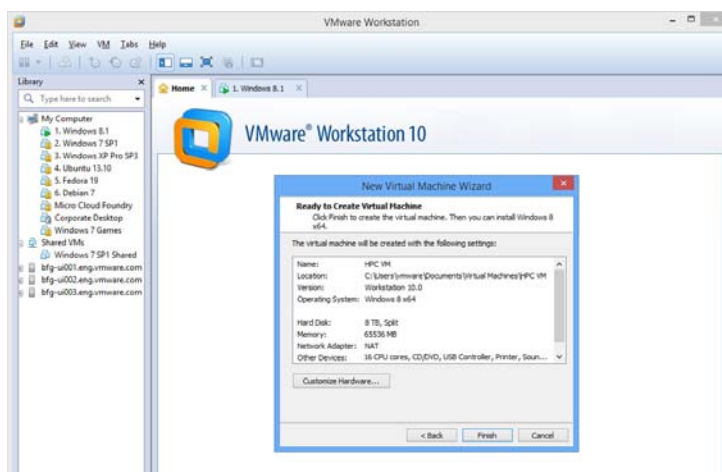 VMware Workstation
File Edit View VM Tabs Help
Library
Type here to search
Home
1. Windows 8.1
My Computer
1. Windows 8.1
2. Windows 7 SP1
3. Windows XP Pro SP3
4. Ubuntu 13.10
5. Fedora 19
6. Debian 7
Micro Cloud Foundry
Corporate Desktop
Windows 7 Games
Shared VMs
Windows 7 SP1 Shared
bfg-ui001.eng.vmware.com
bfg-ui002.eng.vmware.com
bfg-ui003.eng.vmware.com
VMware® Workstation 10
New Virtual Machine Wizard
Ready to Create Virtual Machine
Click Finish to create the virtual machine. Then you can install Windows 8
x64.
The virtual machine will be created with the following settings:
Name: HPC VM
Location: C:\Users\vmware\Documents\Virtual Machines\HPC VM
Version: Workstation 10.0
Operating System: Windows 8 x64
Hard Disk: 8 TB, Split
Memory: 65536 MB
Network Adapter: NAT
Other Devices: 16 CPU cores, CD/DVD, USB Controller, Printer, Soun...
Customize Hardware...
< Back Finish Cancel